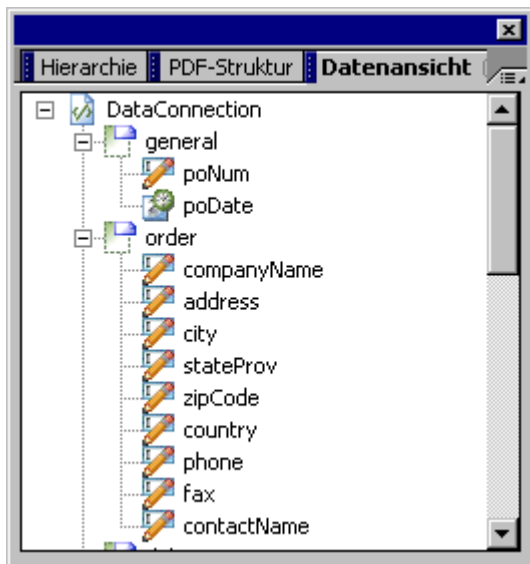 Hierarchie PDF-Struktur Datenansicht
DataConnection
general
poNum
poDate
order
companyName
address
city
stateProv
zipCode
country
phone
fax
contactName